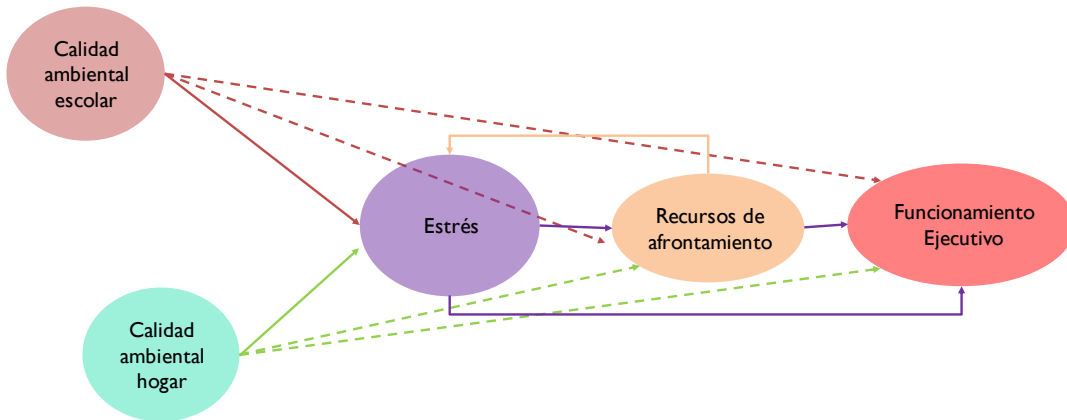 Calidad
ambiental
escolar
Estrés
Recursos de
afrontamiento
Funcionamiento
Ejecutivo
Calidad
ambiental
hogar